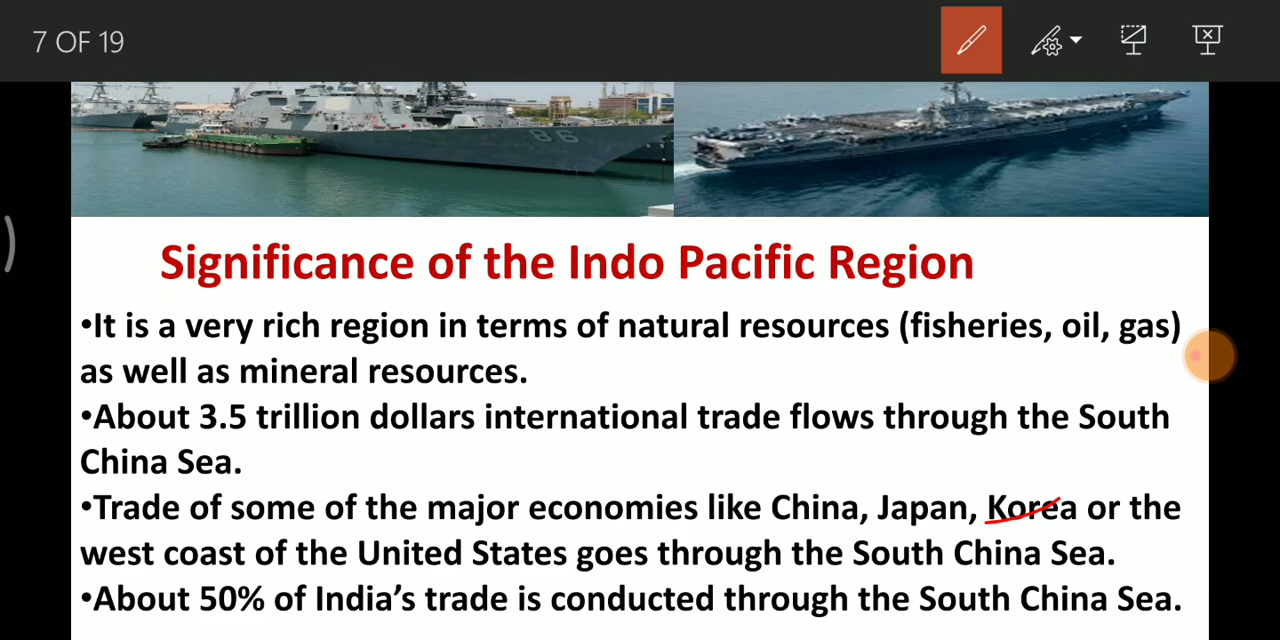 7 OF 19
86
Significance of the Indo Pacific Region
•It is a very rich region in terms of natural resources (fisheries, oil, gas)
as well as mineral resources.
•About 3.5 trillion dollars international trade flows through the South
China Sea.
•Trade of some of the major economies like China, Japan, Korea or the
west coast of the United States goes through the South China Sea.
•About 50% of India’s trade is conducted through the South China Sea.